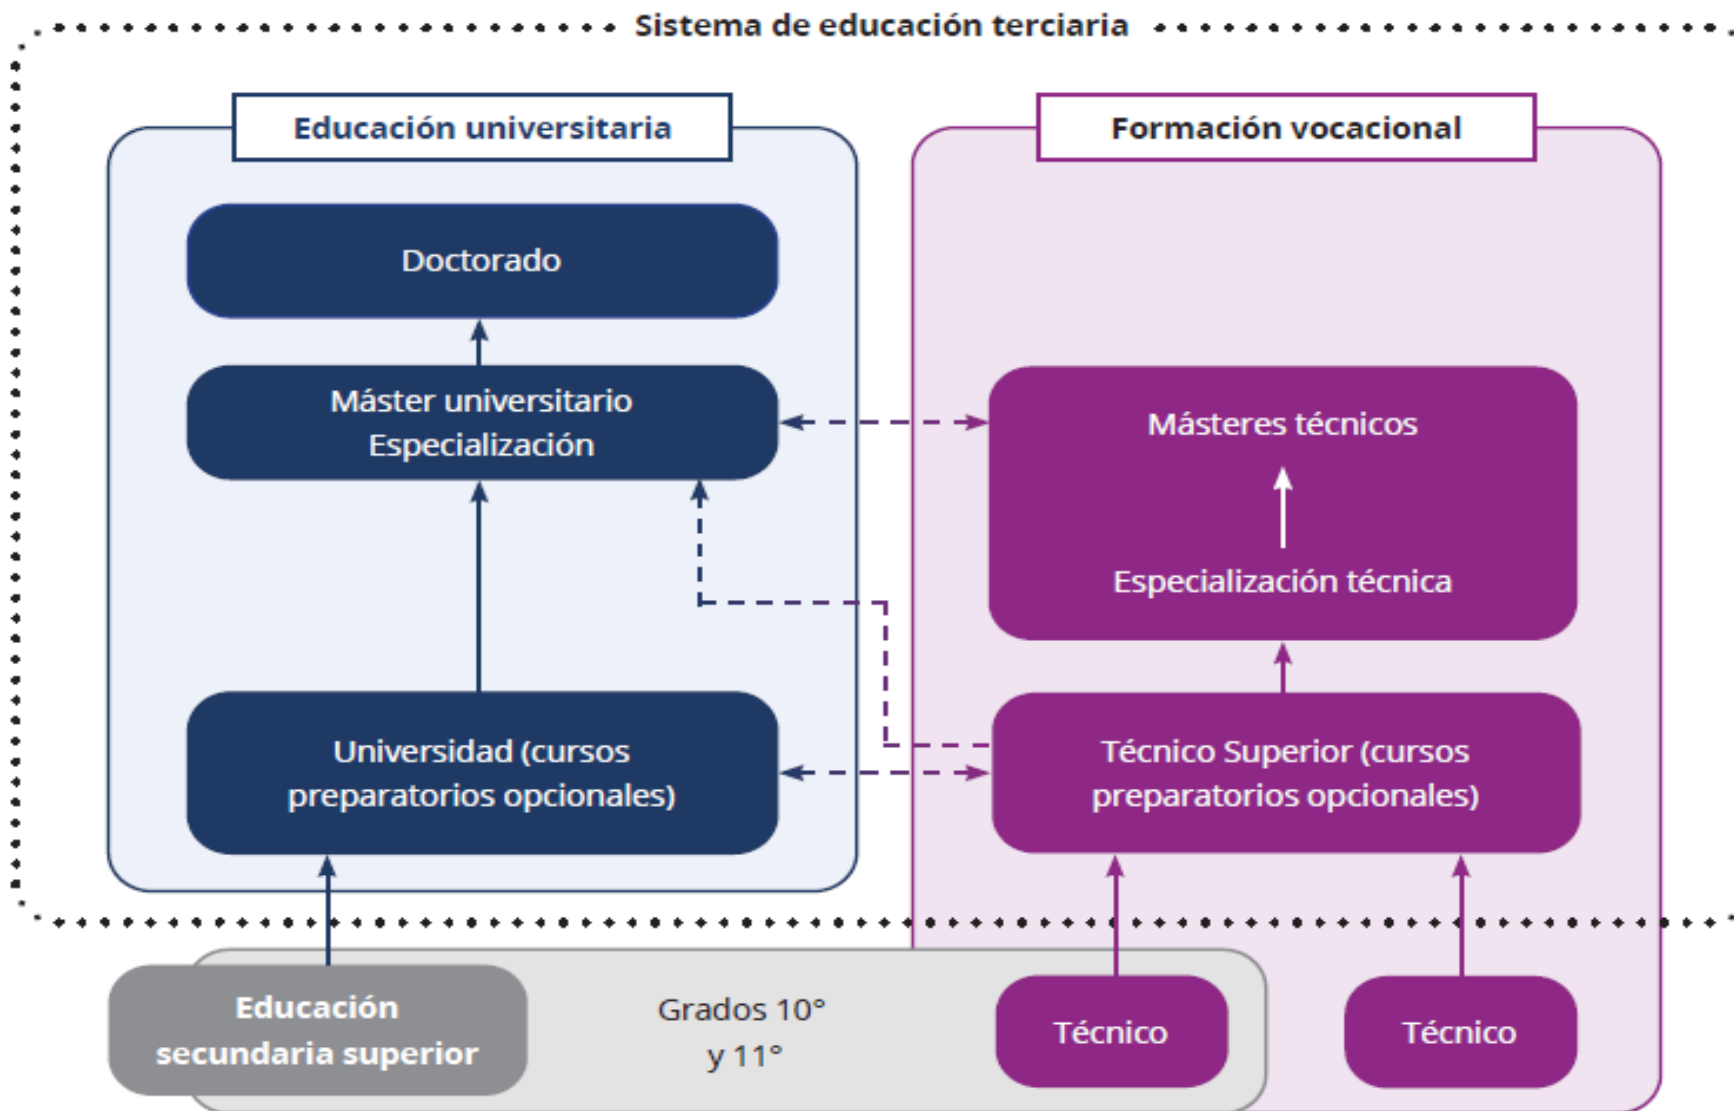 Sistema de educación terciaria
Educación universitaria
Formación vocacional
Doctorado
Máster universitario
Especialización
Másteres técnicos
Especialización técnica
Universidad (cursos
preparatorios opcionales)
Técnico Superior (cursos
preparatorios opcionales)
Educación
secundaria superior
Grados 10°
y 11°
Técnico
Técnico